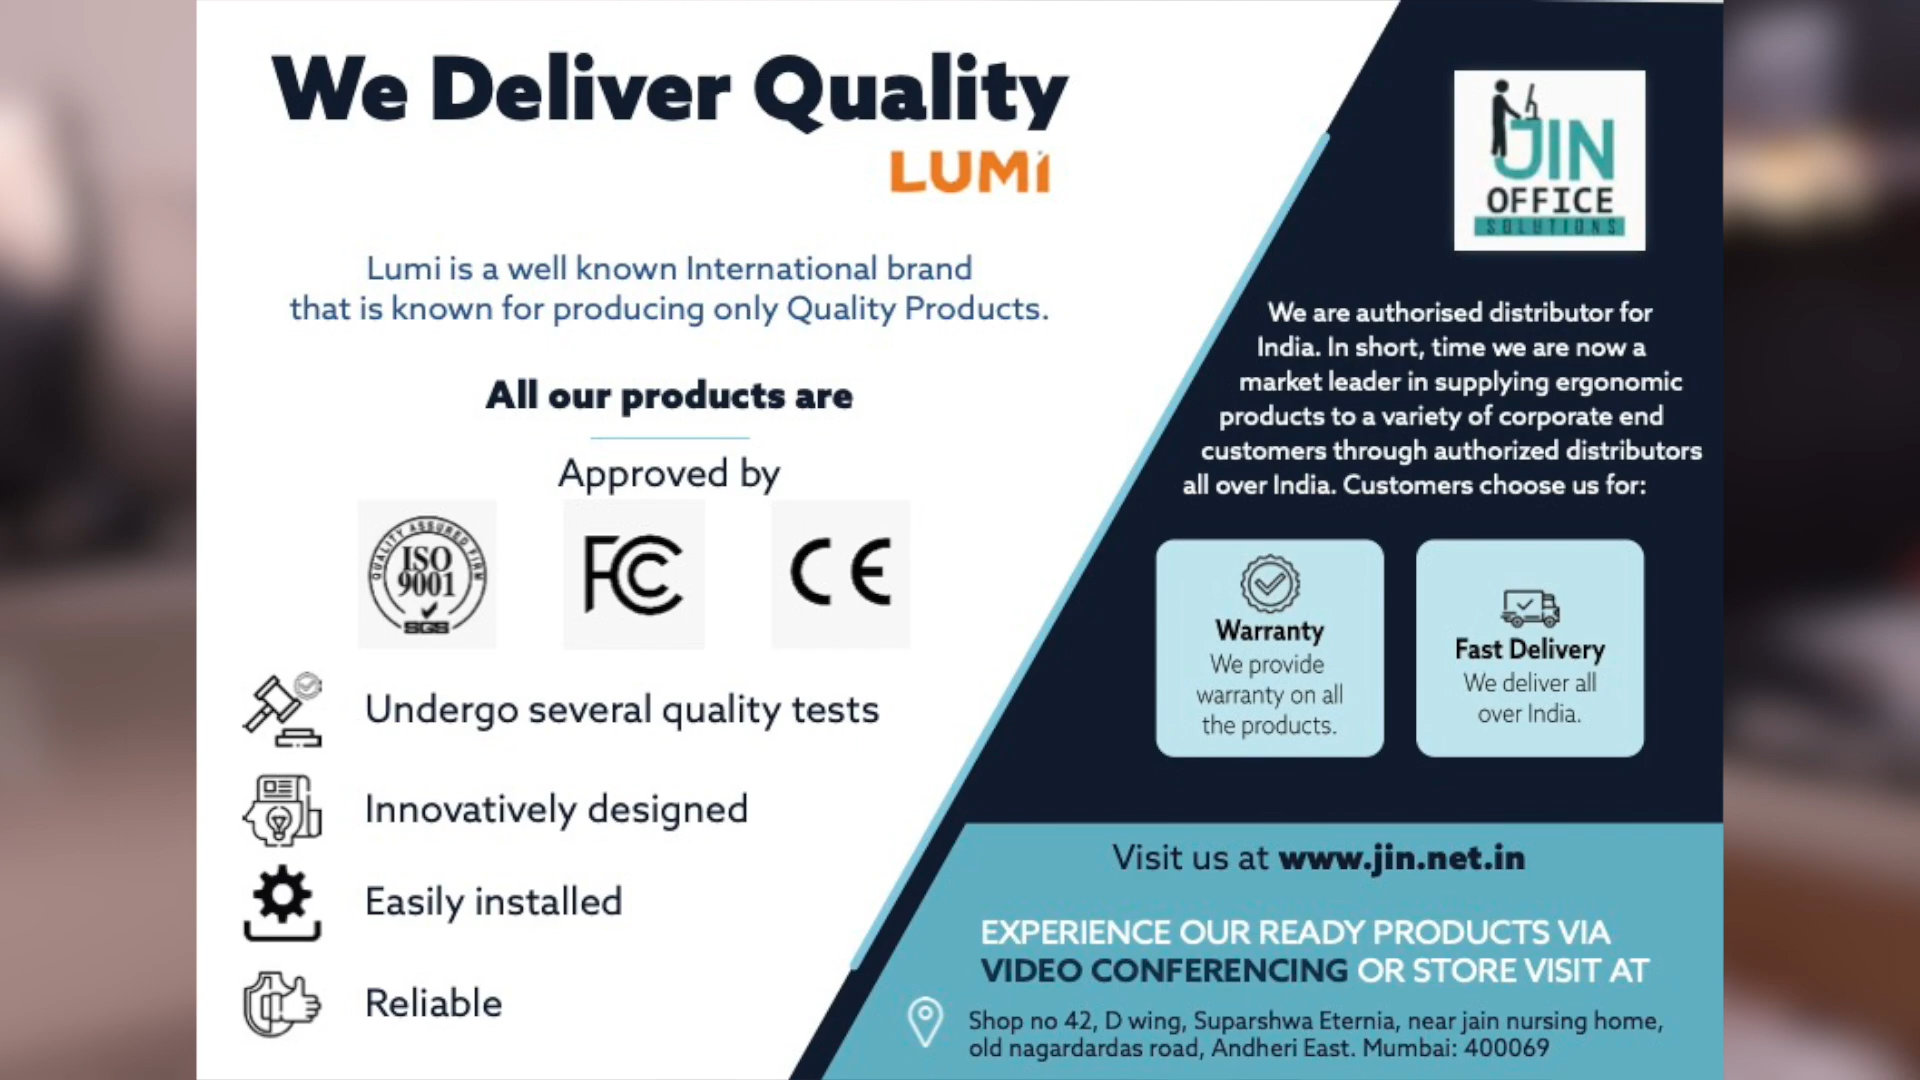 We Deliver Quality
LUMi
Lumi is a well known International brand
that is known for producing only Quality Products.
All our products are
Approved by
QUALITY ASSURED FIRM
ISO
9001
SGS
FC
CE
Undergo several quality tests
Innovatively designed
Easily installed
Reliable
JIN
OFFICE
SOLUTIONS
We are authorised distributor for
India. In short, time we are now a
market leader in supplying ergonomic
products to a variety of corporate end
customers through authorized distributors
all over India. Customers choose us for:
Warranty
We provide
warranty on all
the products.
Fast Delivery
We deliver all
over India.
Visit us at www.jin.net.in
EXPERIENCE OUR READY PRODUCTS VIA
VIDEO CONFERENCING OR STORE VISIT AT
Shop no 42, D wing, Suparshwa Eternia, near jain nursing home,
old nagardardas road, Andheri East. Mumbai: 400069